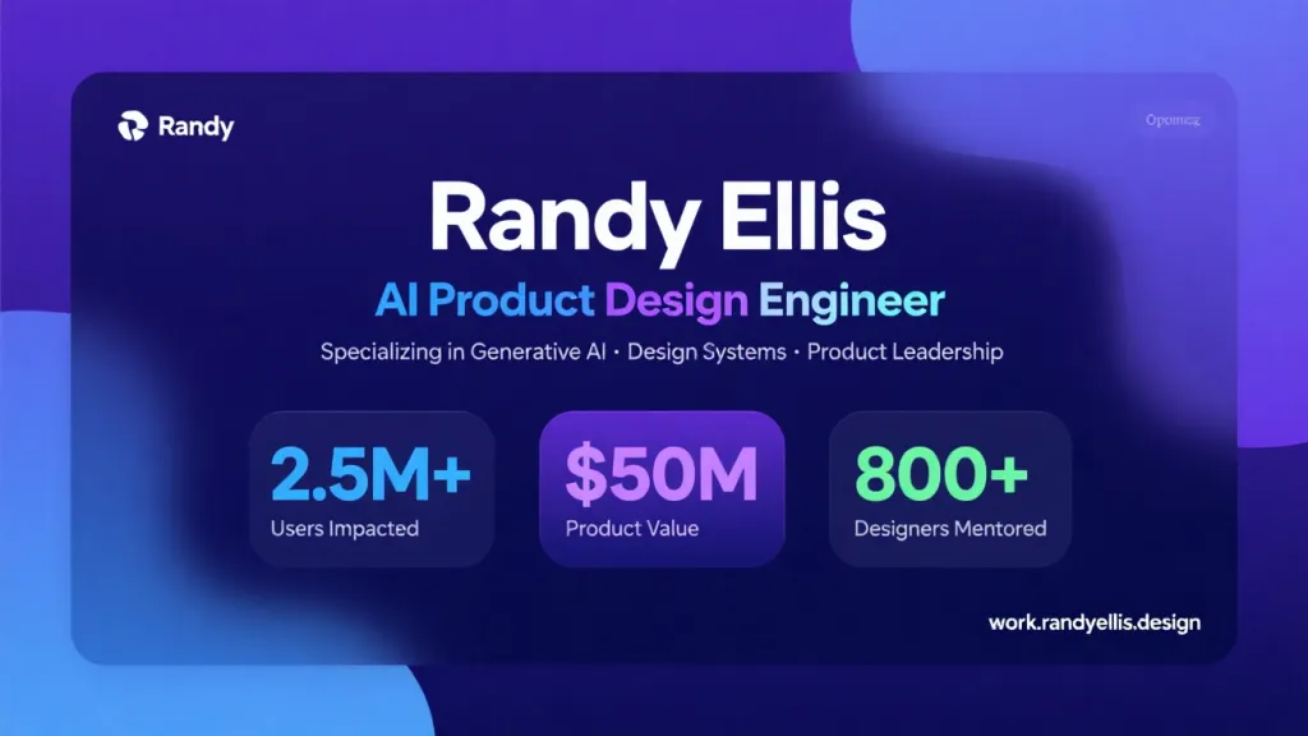 Randy
Randy Ellis
AI Product Design Engineer
Specializing in Generative AI · Design Systems · Product Leadership
2.5M+
Users Impacted
$50M
Product Value
800+
Designers Mentored
work.randyellis.design